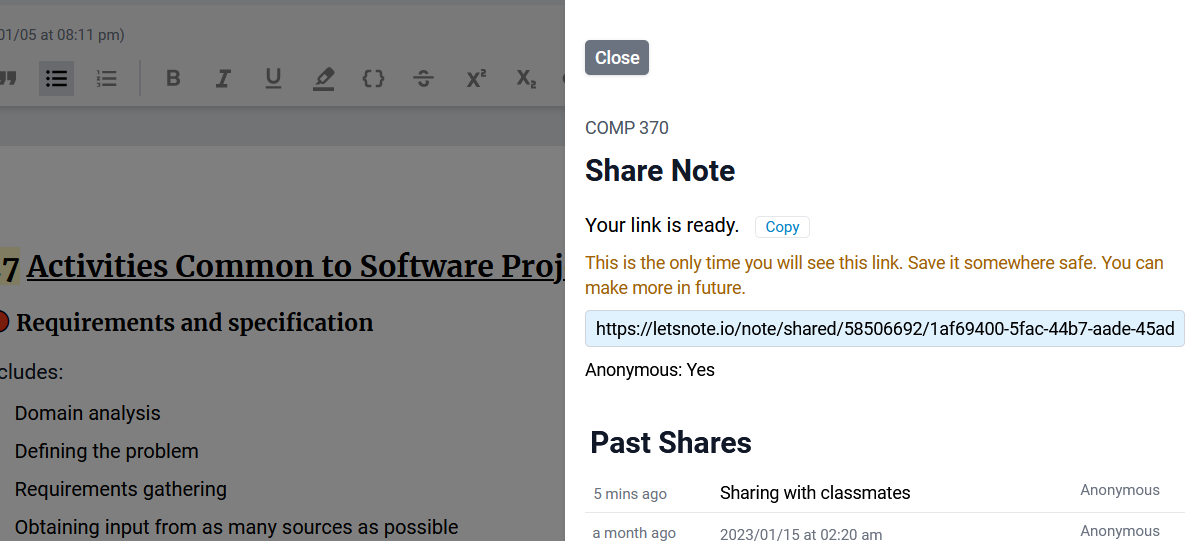 01/05 at 08:11 pm)
B I U {} S X² X₂
Close
COMP 370
Share Note
Your link is ready. Copy
This is the only time you will see this link. Save it somewhere safe. You can
make more in future.
https://letsnote.io/note/shared/58506692/1af69400-5fac-44b7-aade-45ad
Anonymous: Yes
Past Shares
5 mins ago Sharing with classmates Anonymous
a month ago 2023/01/15 at 02:20 am Anonymous
.7 Activities Common to Software Proj
Requirements and specification
cludes:
Domain analysis
Defining the problem
Requirements gathering
Obtaining input from as many sources as possible